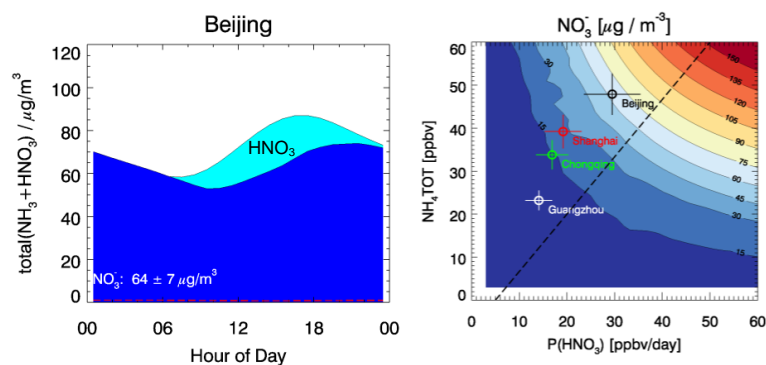 Beijing
total(NH₃+HNO₃) / μg/m³
120
100
80
60
40
20
0
HNO₃
NO₃⁻: 64 ± 7 μg/m³
00 06 12 18 00
Hour of Day
NO₃⁻ [μg / m⁻³]
NH₄TOT [ppbv]
60
50
40
30
20
10
0
30
15
150
135
120
105
90
75
60
45
30
15
Beijing
Shanghai
Chongqing
Guangzhou
0 10 20 30 40 50 60
P(HNO₃) [ppbv/day]